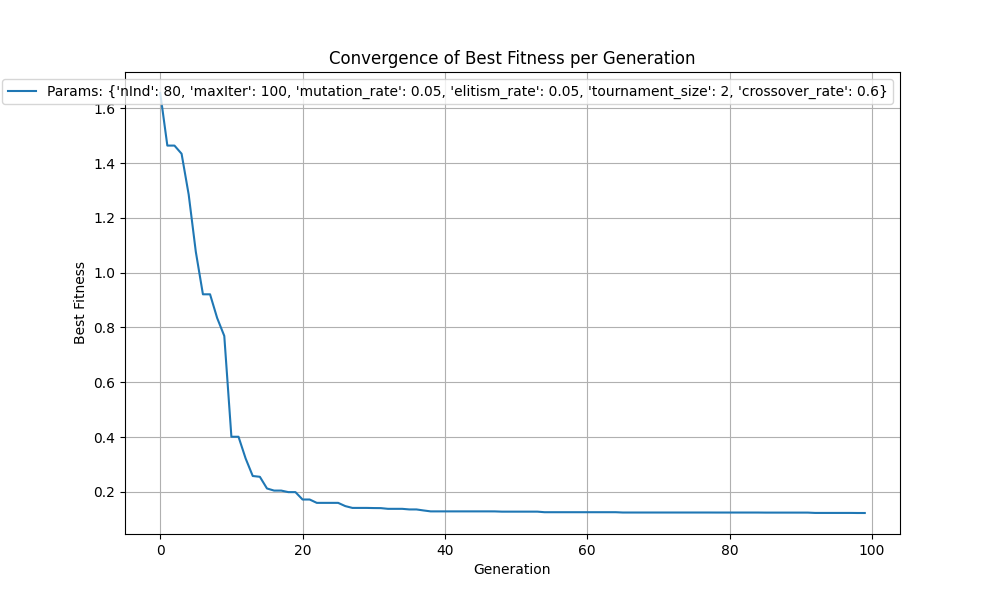 Convergence of Best Fitness per Generation
Params: {'nInd': 80, 'maxIter': 100, 'mutation_rate': 0.05, 'elitism_rate': 0.05, 'tournament_size': 2, 'crossover_rate': 0.6}
1.6
1.4
1.2
1.0
0.8
0.6
0.4
0.2
Best Fitness
0 20 40 60 80 100
Generation